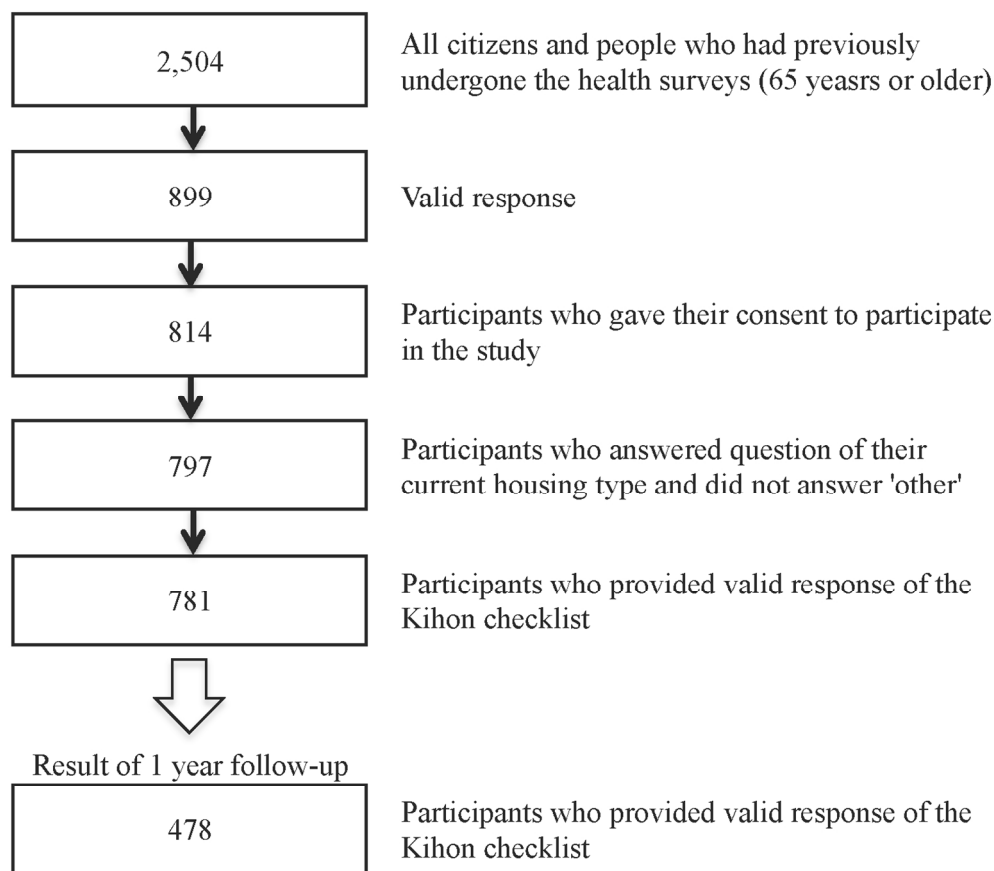 2,504
All citizens and people who had previously
undergone the health surveys (65 yeasrs or older)
899
Valid response
814
Participants who gave their consent to participate
in the study
797
Participants who answered question of their
current housing type and did not answer 'other'
781
Participants who provided valid response of the
Kihon checklist
Result of 1 year follow-up
478
Participants who provided valid response of the
Kihon checklist